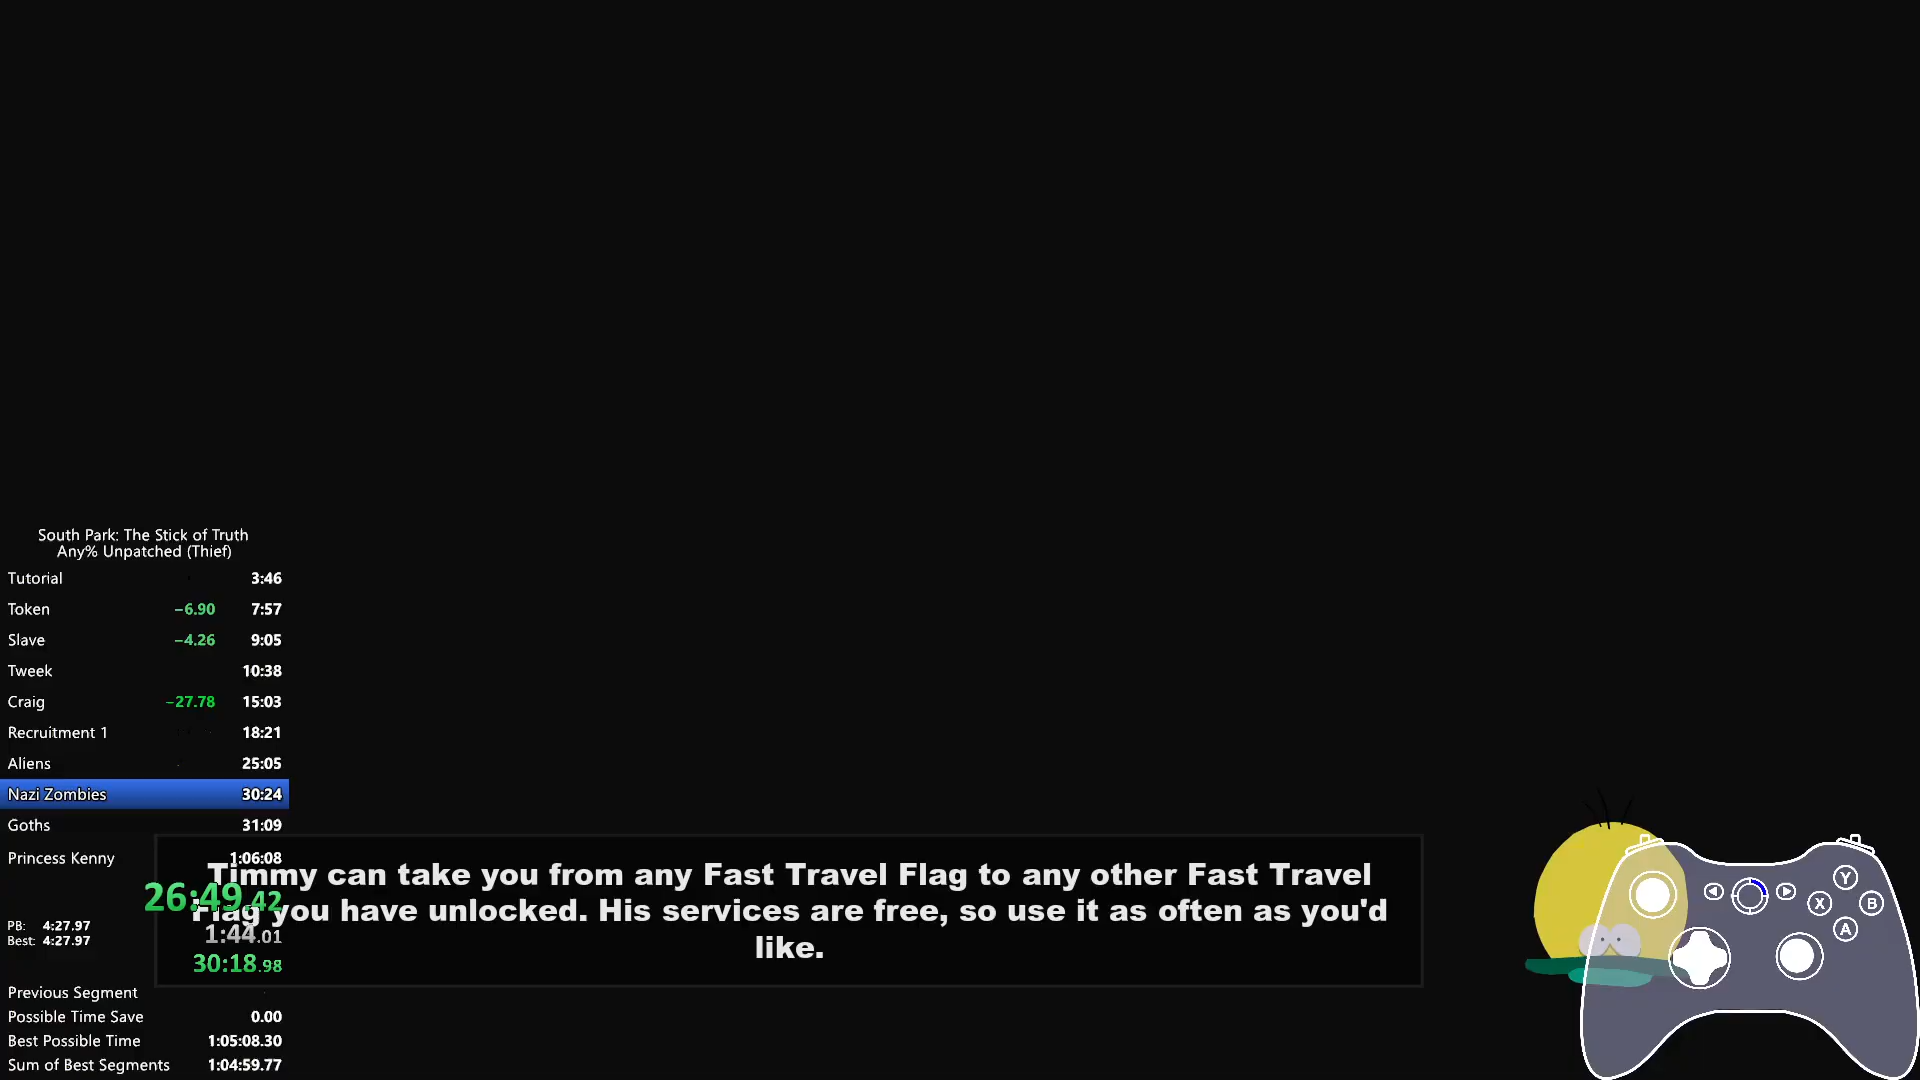 South Park: The Stick of Truth
Any% Unpatched (Thief)
Tutorial 3:46
Token −6.90 7:57
Slave −4.26 9:05
Tweek 10:38
Craig −27.78 15:03
Recruitment 1 18:21
Aliens 25:05
Nazi Zombies 30:24
Goths 31:09
Princess Kenny 1:06:08
26:49.42
PB: 4:27.97
Best: 4:27.97
1:44.01
30:18.98
Previous Segment
Possible Time Save 0.00
Best Possible Time 1:05:08.30
Sum of Best Segments 1:04:59.77
Timmy can take you from any Fast Travel Flag to any other Fast Travel
Flag you have unlocked. His services are free, so use it as often as you'd
like.
Y
X B
A